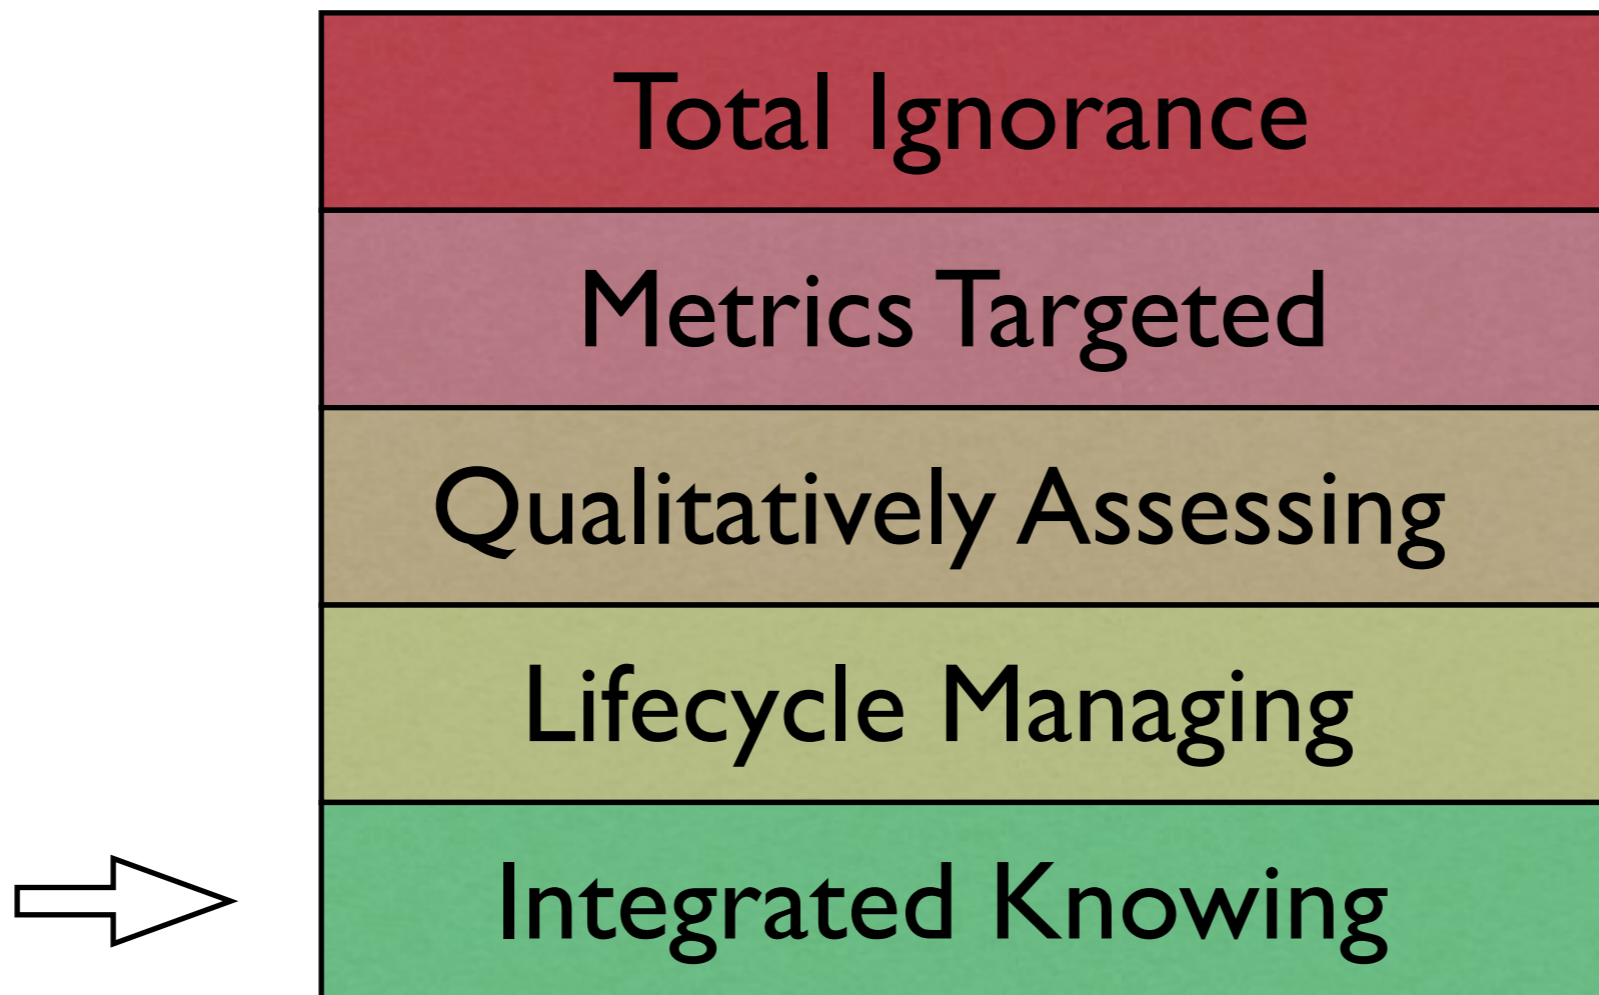 Total Ignorance
Metrics Targeted
Qualitatively Assessing
Lifecycle Managing
Integrated Knowing